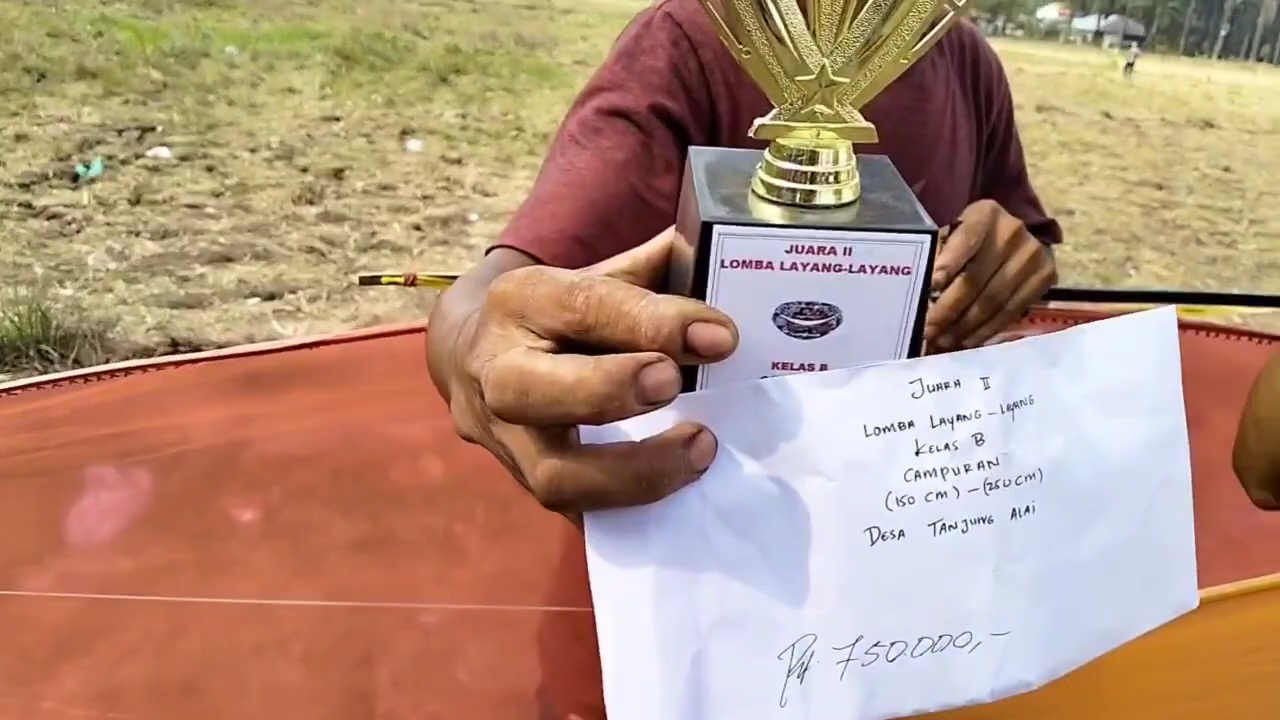 JUARA II
LOMBA LAYANG-LAYANG
KELAS B
JUARA II
LOMBA LAYANG-LAYANG
KELAS B
CAMPURAN
(150 CM) - (250 CM)
DESA TANJUNG ALAI
Rp. 750.000,-